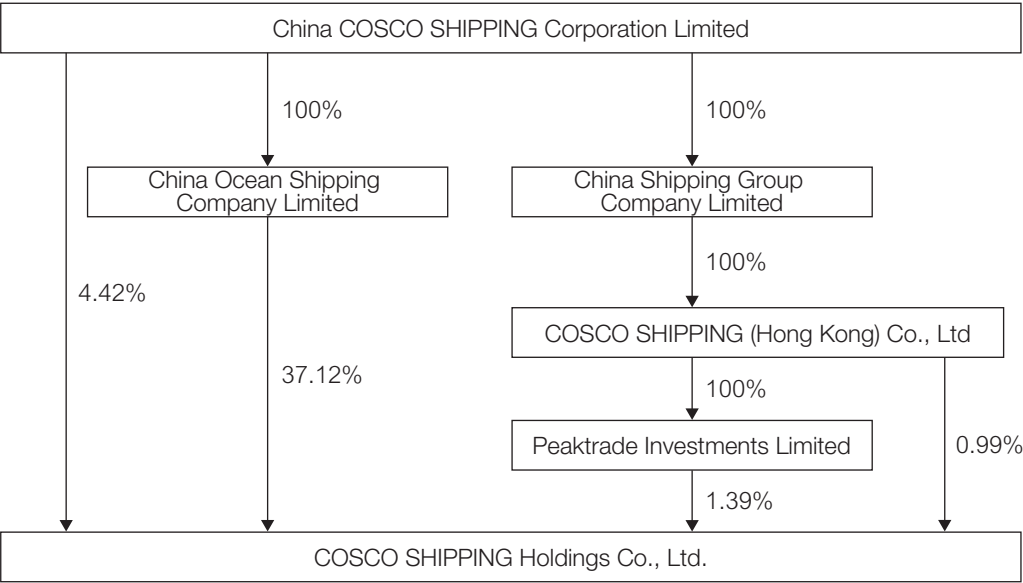 China COSCO SHIPPING Corporation Limited
100%
100%
China Ocean Shipping
Company Limited
China Shipping Group
Company Limited
100%
4.42%
COSCO SHIPPING (Hong Kong) Co., Ltd
37.12%
100%
Peaktrade Investments Limited
0.99%
1.39%
COSCO SHIPPING Holdings Co., Ltd.